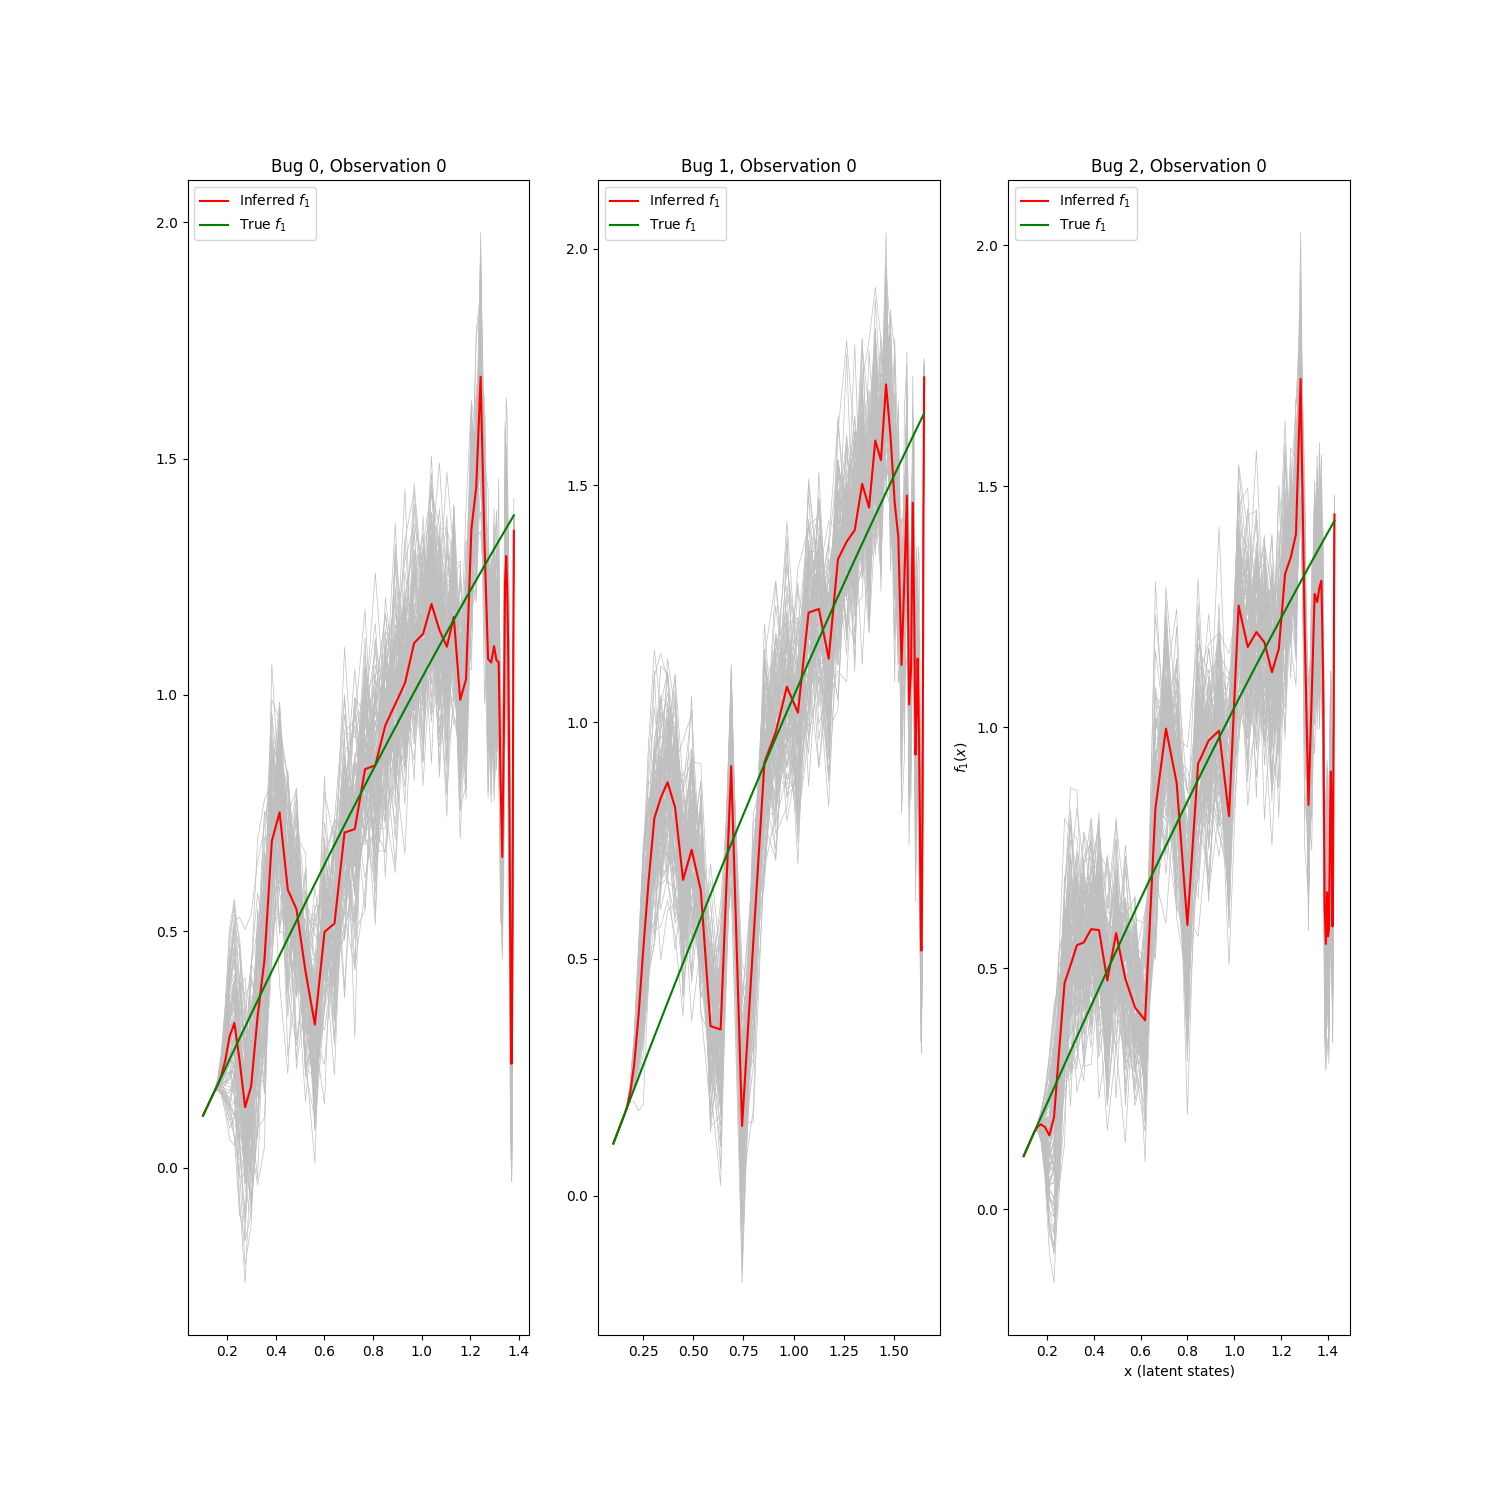 Bug 0, Observation 0
Inferred f₁
True f₁
2.0
1.5
1.0
0.5
0.0
0.2 0.4 0.6 0.8 1.0 1.2 1.4
Bug 1, Observation 0
Inferred f₁
True f₁
2.0
1.5
1.0
0.5
0.0
0.25 0.50 0.75 1.00 1.25 1.50
Bug 2, Observation 0
Inferred f₁
True f₁
f₁(x)
2.0
1.5
1.0
0.5
0.0
0.2 0.4 0.6 0.8 1.0 1.2 1.4
x (latent states)